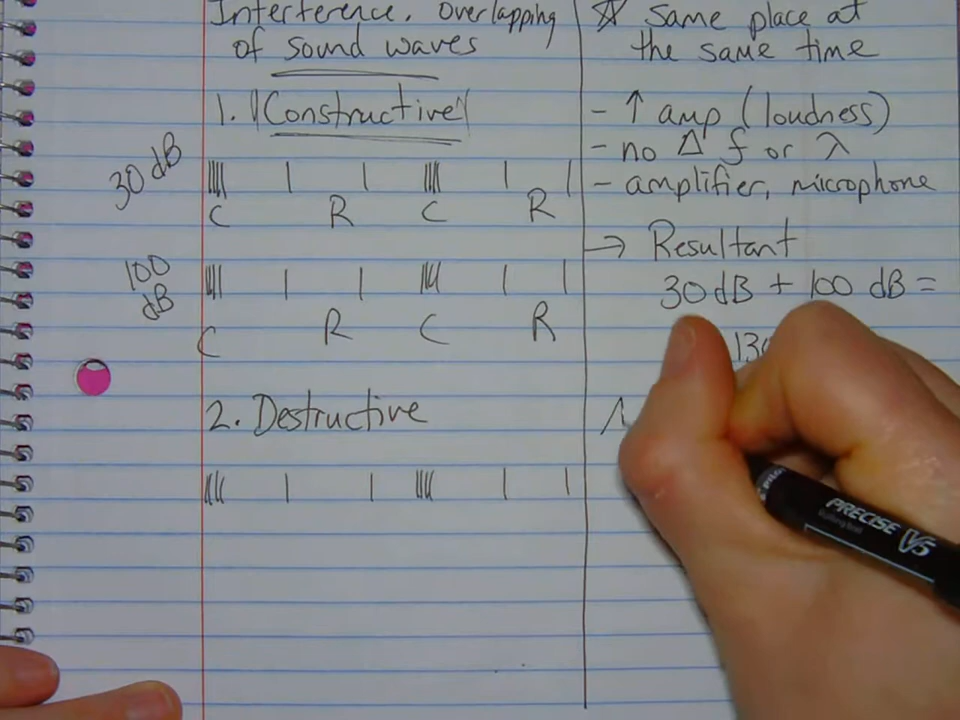 Interference. Overlapping
of sound waves
☆ Same place at
the same time
1. Constructive
- ↑ amp (loudness)
- no Δ f or λ
- amplifier, microphone
30 dB
C R C R
→ Resultant
30 dB + 100 dB =
100
dB
C R C R
2. Destructive
PRECISE V5
PILOT